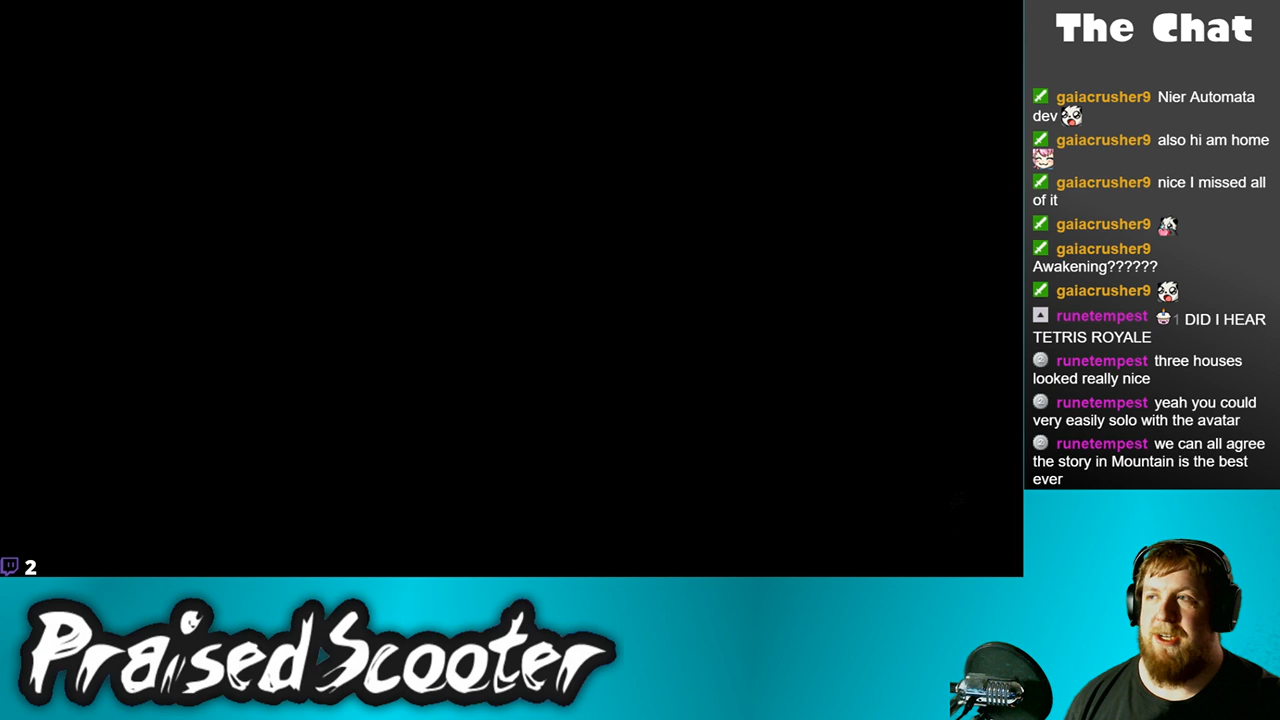 The Chat
gaiacrusher9 Nier Automata
dev
gaiacrusher9 also hi am home
gaiacrusher9 nice I missed all
of it
gaiacrusher9
gaiacrusher9
Awakening??????
gaiacrusher9
runetempest 1 DID I HEAR
TETRIS ROYALE
runetempest three houses
looked really nice
runetempest yeah you could
very easily solo with the avatar
runetempest we can all agree
the story in Mountain is the best
ever
2
PraisedScooter